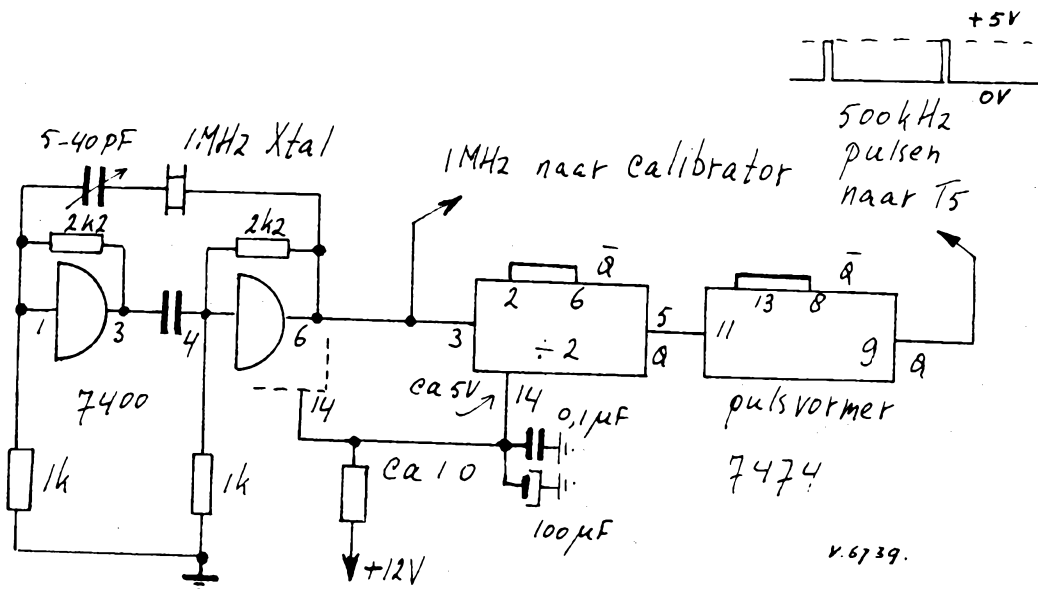 +5V
0V
500kHz
pulsen
naar T5
5-40pF
1MHz Xtal
1MHz naar Calibrator
2k2
2k2
1
3
4
6
14
7400
1k
1k
2
6
Q̄
3
÷2
5
Q
ca 5V
14
0,1µF
100µF
ca 10
+12V
13
8
Q̄
11
9
Q
pulsvormer
7474
V.6739.